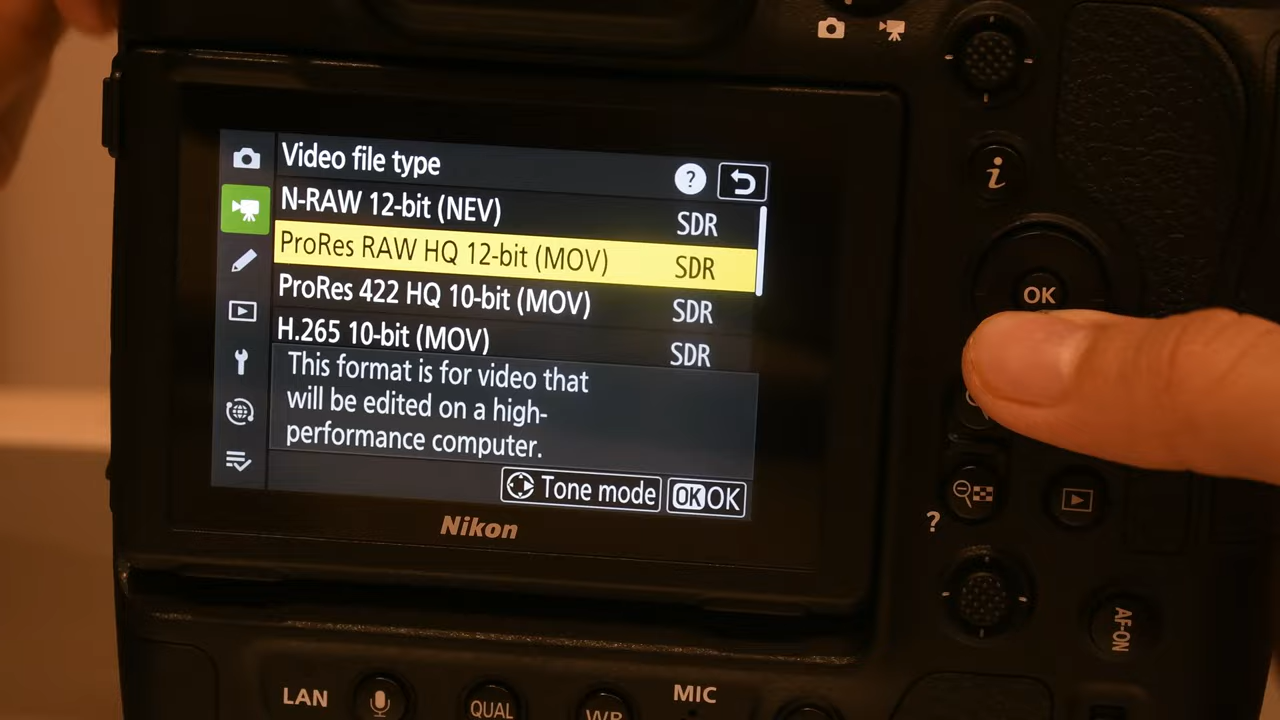 Video file type
?
N-RAW 12-bit (NEV) SDR
ProRes RAW HQ 12-bit (MOV) SDR
ProRes 422 HQ 10-bit (MOV) SDR
H.265 10-bit (MOV) SDR
This format is for video that
will be edited on a high-
performance computer.
Tone mode OK OK
Nikon
i
OK
?
AF-ON
LAN
QUAL
WB
MIC